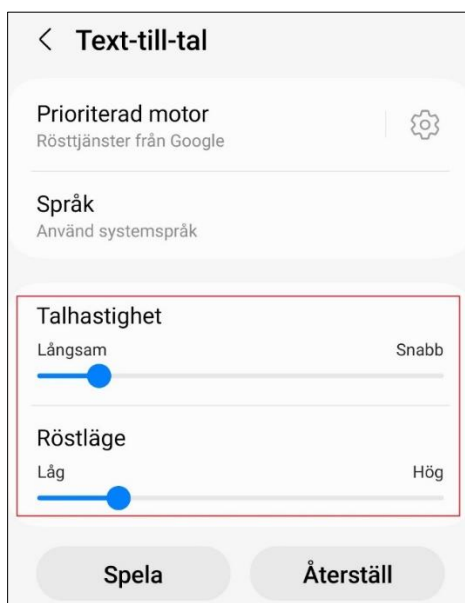 Text-till-tal
Prioriterad motor
Rösttjänster från Google
Språk
Använd systemspråk
Talhastighet
Långsam Snabb
Röstläge
Låg Hög
Spela Återställ